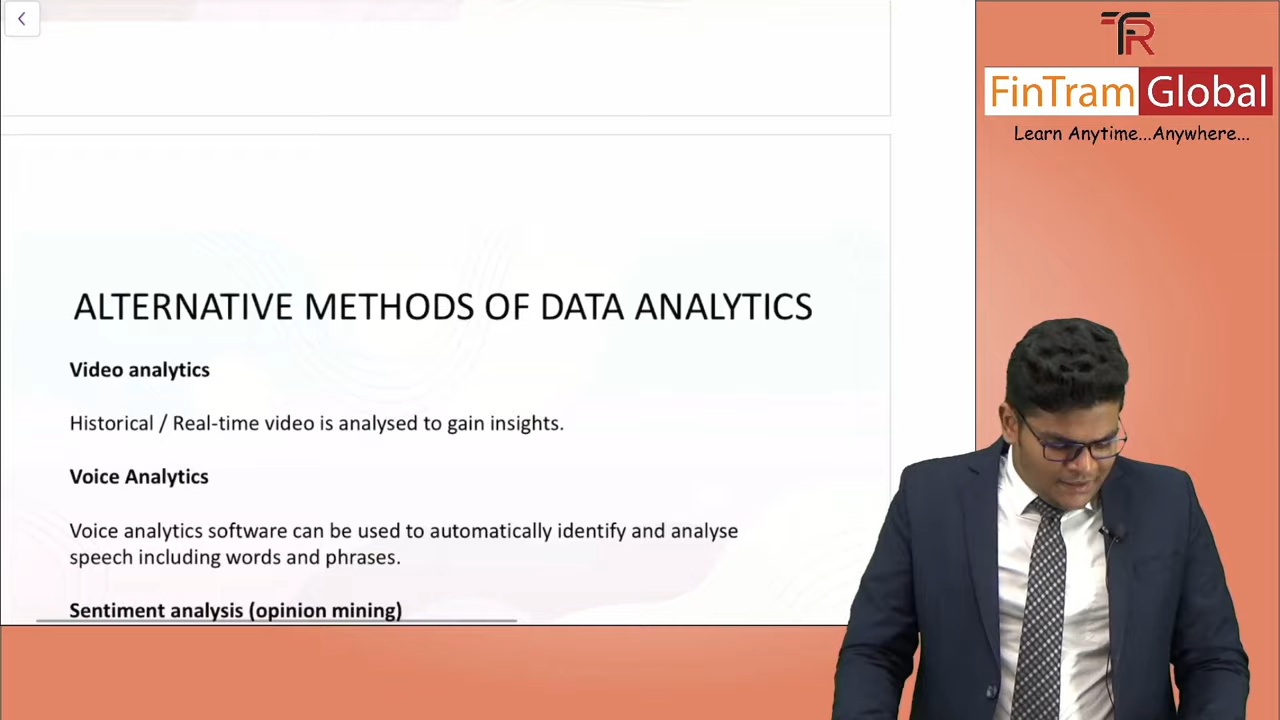 ALTERNATIVE METHODS OF DATA ANALYTICS
Video analytics
Historical / Real-time video is analysed to gain insights.
Voice Analytics
Voice analytics software can be used to automatically identify and analyse
speech including words and phrases.
Sentiment analysis (opinion mining)
TR
FinTram Global
Learn Anytime...Anywhere...